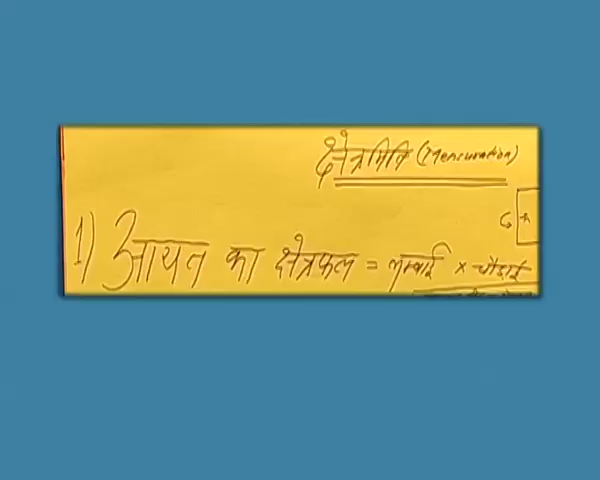 क्षेत्रमिति (Mensuration)
1) आयत का क्षेत्रफल = लम्बाई × चौड़ाई